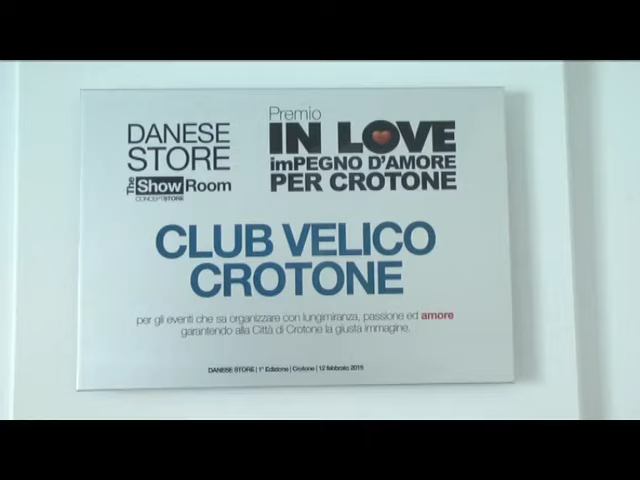 DANESE
STORE
The Show Room
CONCEPT STORE
Premio
IN LOVE
imPEGNO D'AMORE
PER CROTONE
CLUB VELICO
CROTONE
per gli eventi che sa organizzare con lungimiranza, passione ed amore
garantendo alla Città di Crotone la giusta immagine.
DANESE STORE | 1° Edizione | Crotone | 12 febbraio 2015